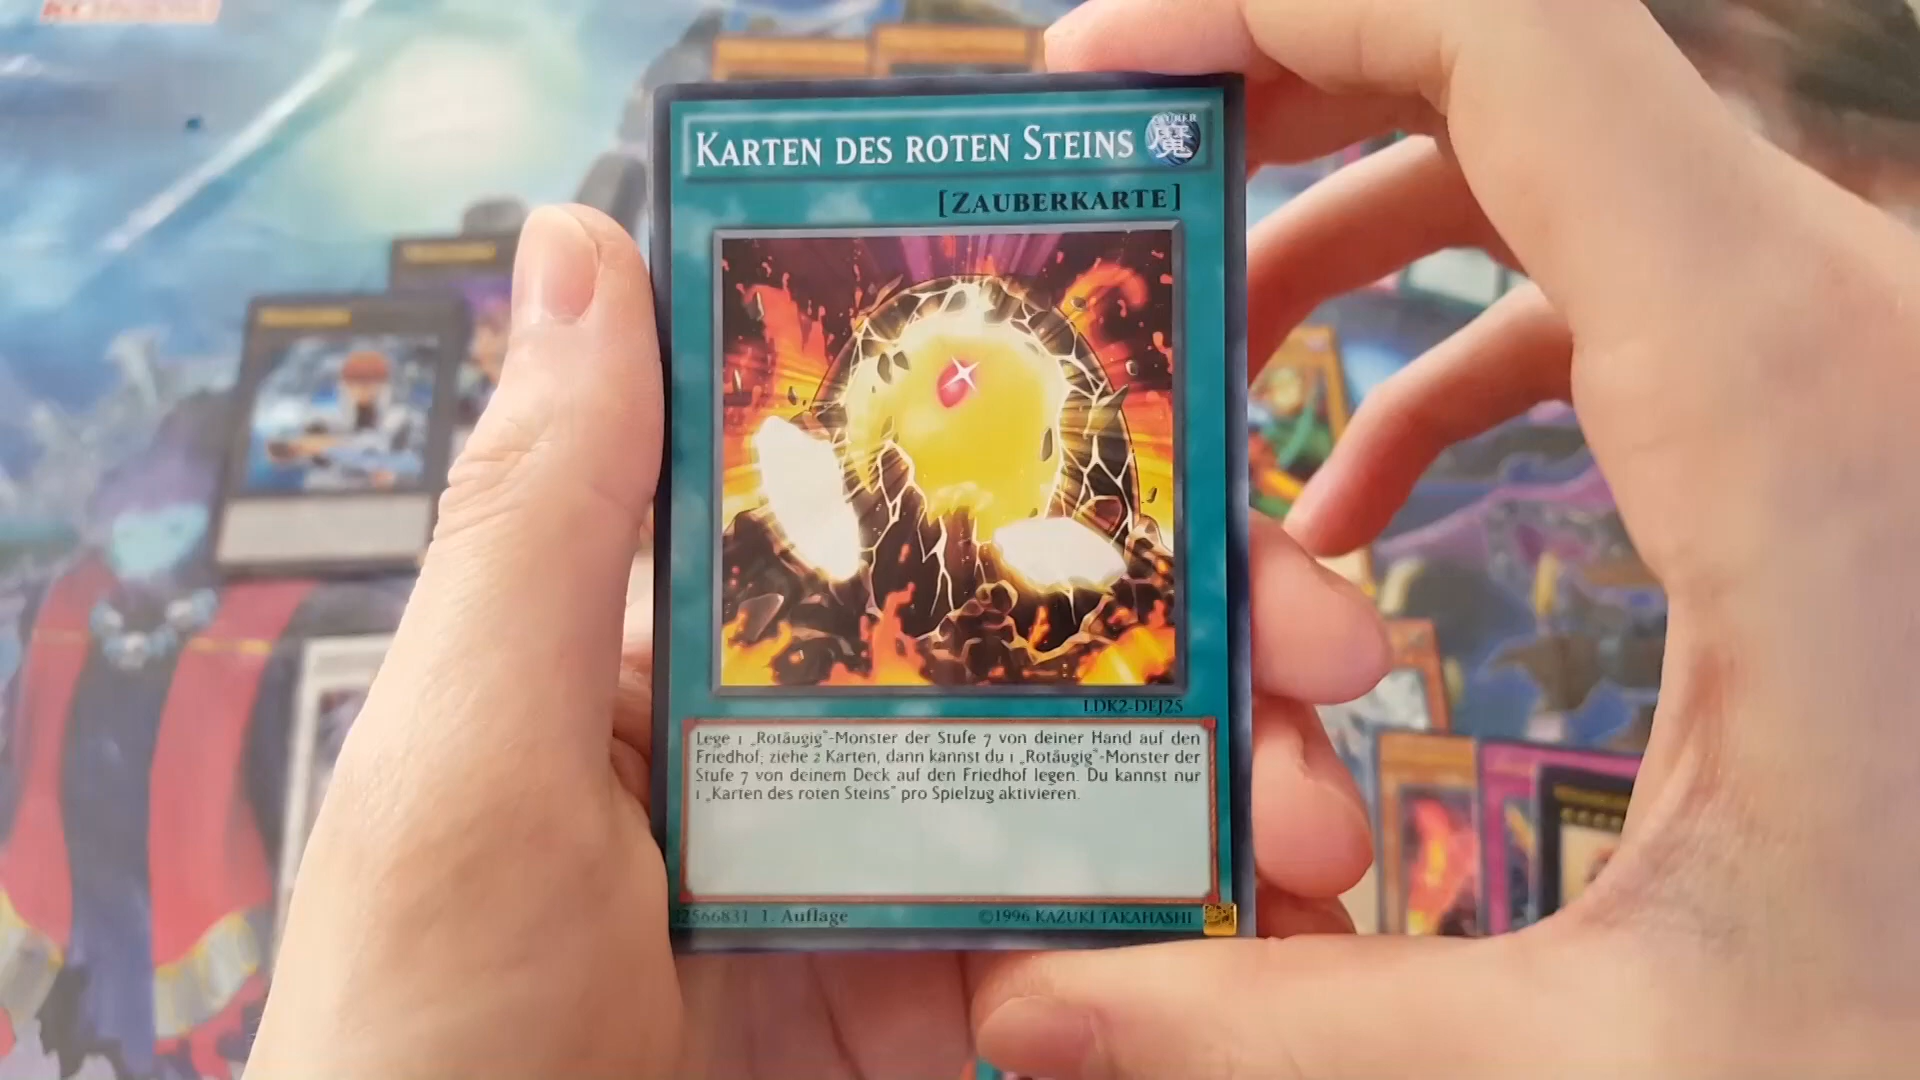 KARTEN DES ROTEN STEINS
ZAUBER
魔
[ZAUBERKARTE]
LDK2-DEJ25
Lege 1 „Rotäugig“-Monster der Stufe 7 von deiner Hand auf den
Friedhof; ziehe 2 Karten, dann kannst du 1 „Rotäugig“-Monster der
Stufe 7 von deinem Deck auf den Friedhof legen. Du kannst nur
1 „Karten des roten Steins“ pro Spielzug aktivieren.
32566831 1. Auflage ©1996 KAZUKI TAKAHASHI